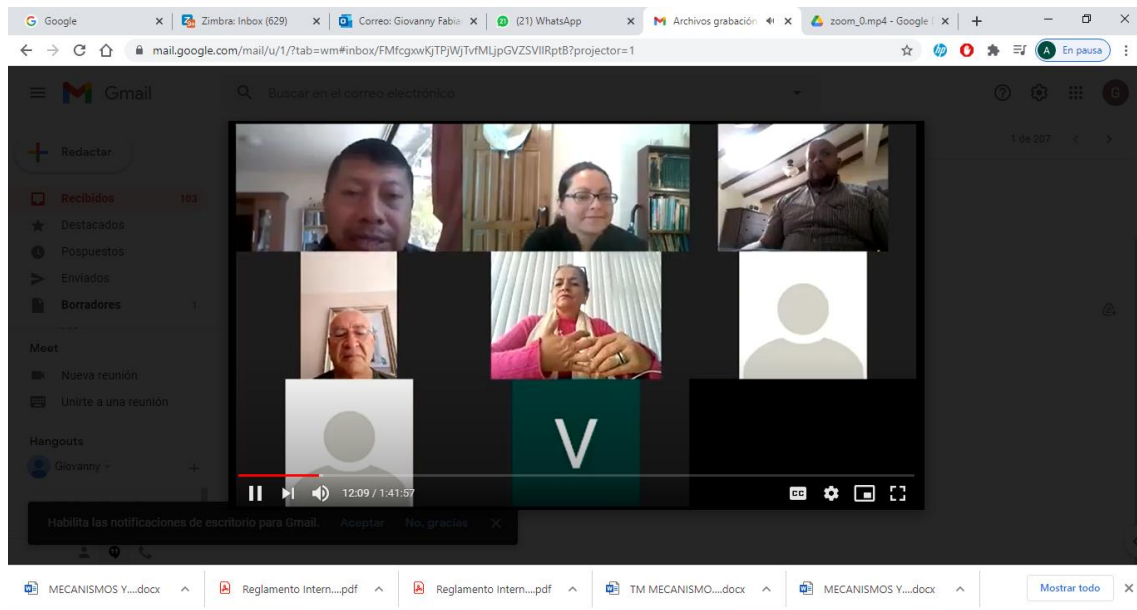 Google
Zimbra: Inbox (629)
Correo: Giovanny Fabia
(21) WhatsApp
Archivos grabación
zoom_0.mp4 - Google
mail.google.com/mail/u/1/?tab=wm#inbox/FMfcgxwKjTPjWjTvfMLjpGVZSVIIRptB?projector=1
En pausa
Gmail
Buscar en el correo electrónico
G
Redactar
1 de 207
Recibidos 103
Destacados
Pospuestos
Enviados
Borradores 1
Meet
Nueva reunión
Unirte a una reunión
Hangouts
Giovanny
V
12:09 / 1:41:57
CC
Habilita las notificaciones de escritorio para Gmail. Aceptar No, gracias
MECANISMOS Y....docx
Reglamento Intern....pdf
Reglamento Intern....pdf
TM MECANISMO....docx
MECANISMOS Y....docx
Mostrar todo